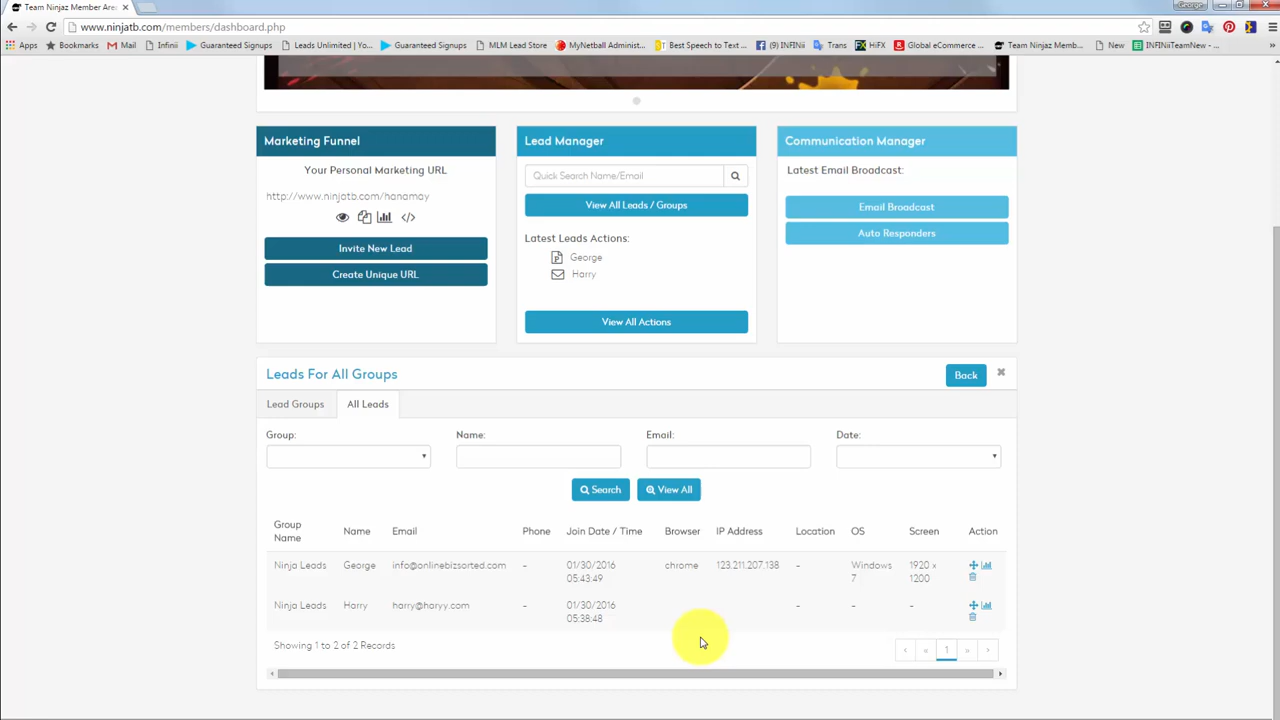 Team Ninjaz Member Are
George
www.ninjatb.com/members/dashboard.php
Apps Bookmarks Mail Infinii Guaranteed Signups Leads Unlimited | You... Guaranteed Signups MLM Lead Store MyNetball Administ... Best Speech to Text ... (9) INFINii Trans HiFX Global eCommerce ... Team Ninjaz Memb... New INFINiiTeamNew - ...
Marketing Funnel
Your Personal Marketing URL
http://www.ninjatb.com/hanamay
Invite New Lead
Create Unique URL
Lead Manager
Quick Search Name/Email
View All Leads / Groups
Latest Leads Actions:
George
Harry
View All Actions
Communication Manager
Latest Email Broadcast:
Email Broadcast
Auto Responders
Leads For All Groups
Back
Lead Groups All Leads
Group: Name: Email: Date:
Search View All
Group Name Name Email Phone Join Date / Time Browser IP Address Location OS Screen Action
Ninja Leads George info@onlinebizsorted.com - 01/30/2016 05:43:49 chrome 123.211.207.138 - Windows 7 1920 x 1200
Ninja Leads Harry harry@haryy.com - 01/30/2016 05:38:48 - - -
Showing 1 to 2 of 2 Records
‹ « 1 » ›